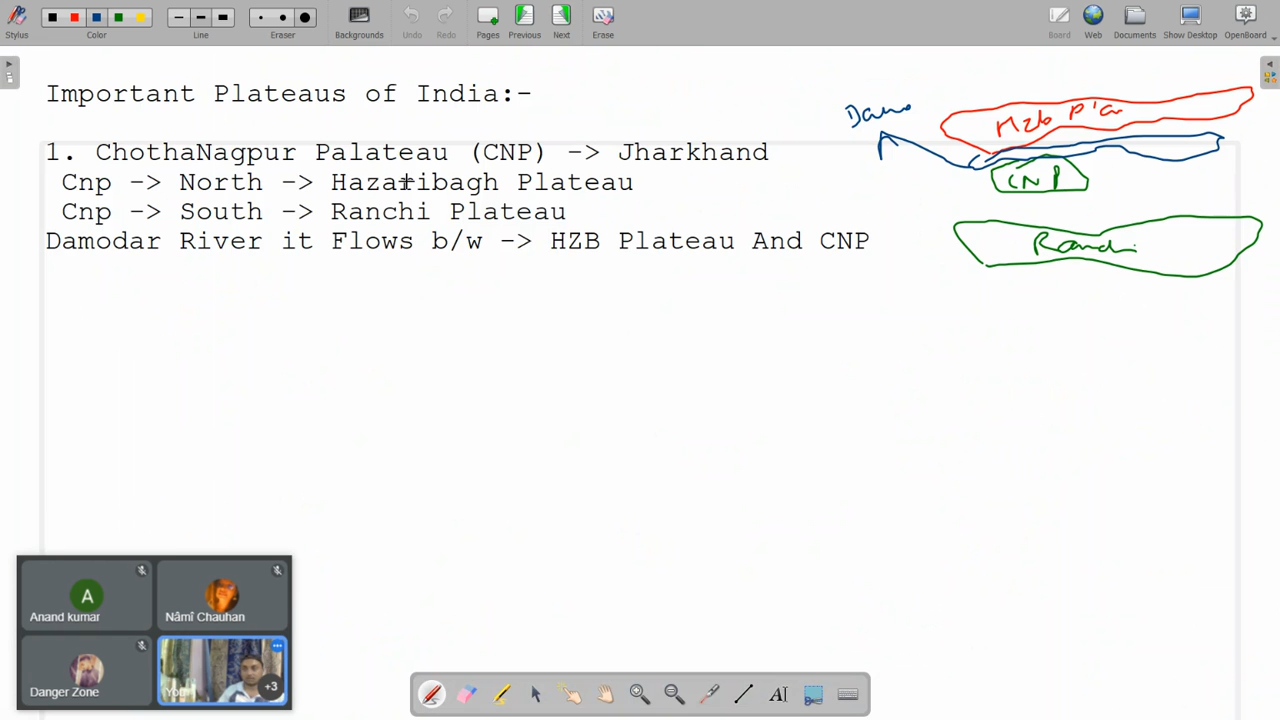 Stylus
Color
Line
Eraser
Backgrounds
Undo
Redo
Pages
Previous
Next
Erase
Board
Web
Documents
Show Desktop
OpenBoard
Important Plateaus of India:-
1. ChothaNagpur Palateau (CNP) -> Jharkhand
Cnp -> North -> Hazaribagh Plateau
Cnp -> South -> Ranchi Plateau
Damodar River it Flows b/w -> HZB Plateau And CNP
Damo
Hzb Pla
CNP
Ranchi
A
Anand kumar
Nâmî Chauhan
Danger Zone
You
+3
AI